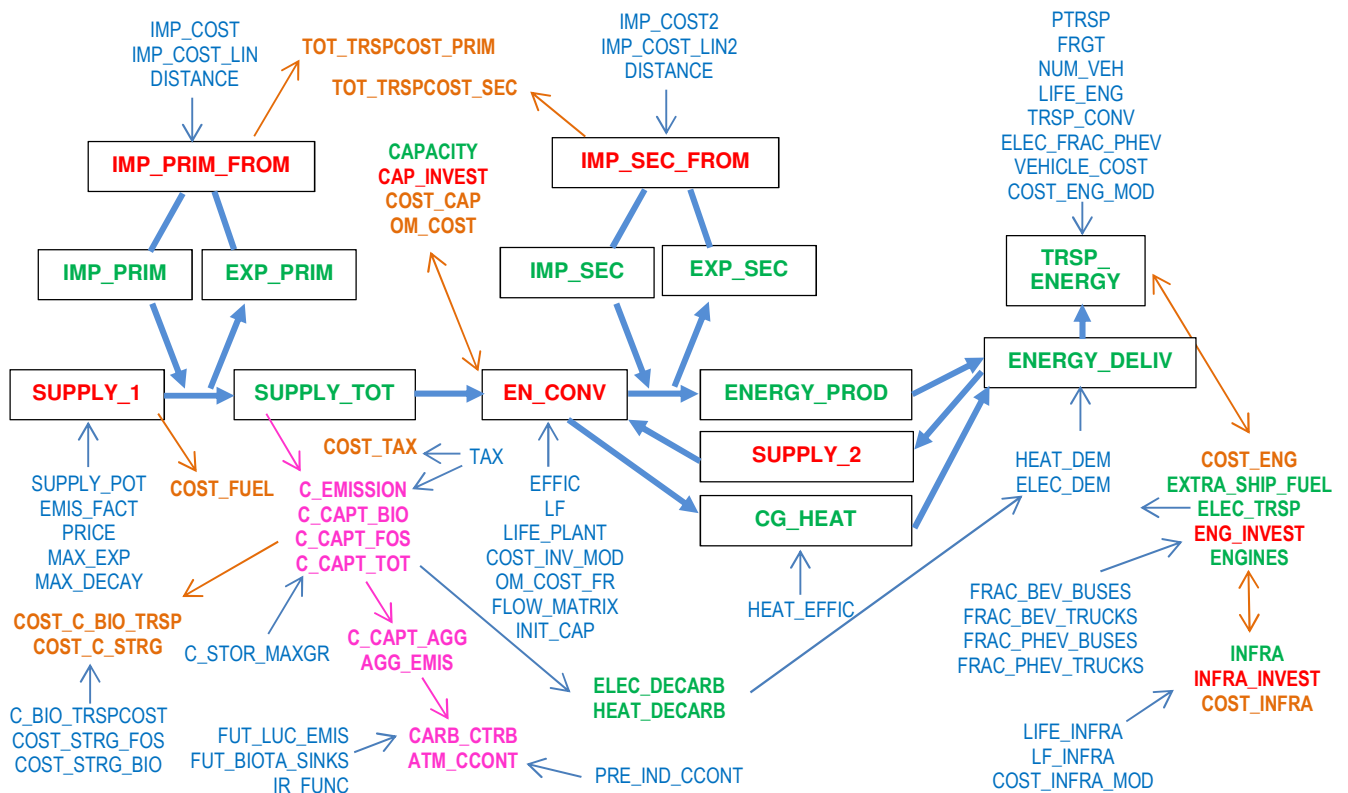 IMP_COST
IMP_COST_LIN
DISTANCE
TOT_TRSPCOST_PRIM
TOT_TRSPCOST_SEC
IMP_COST2
IMP_COST_LIN2
DISTANCE
PTRSP
FRGT
NUM_VEH
LIFE_ENG
TRSP_CONV
ELEC_FRAC_PHEV
VEHICLE_COST
COST_ENG_MOD
IMP_PRIM_FROM
CAPACITY
CAP_INVEST
COST_CAP
OM_COST
IMP_SEC_FROM
IMP_PRIM
EXP_PRIM
IMP_SEC
EXP_SEC
TRSP_
ENERGY
SUPPLY_1
SUPPLY_TOT
EN_CONV
ENERGY_PROD
ENERGY_DELIV
SUPPLY_2
CG_HEAT
SUPPLY_POT
EMIS_FACT
PRICE
MAX_EXP
MAX_DECAY
COST_FUEL
COST_TAX
TAX
C_EMISSION
C_CAPT_BIO
C_CAPT_FOS
C_CAPT_TOT
EFFIC
LF
LIFE_PLANT
COST_INV_MOD
OM_COST_FR
FLOW_MATRIX
INIT_CAP
HEAT_EFFIC
HEAT_DEM
ELEC_DEM
COST_ENG
EXTRA_SHIP_FUEL
ELEC_TRSP
ENG_INVEST
ENGINES
FRAC_BEV_BUSES
FRAC_BEV_TRUCKS
FRAC_PHEV_BUSES
FRAC_PHEV_TRUCKS
COST_C_BIO_TRSP
COST_C_STRG
C_STOR_MAXGR
C_CAPT_AGG
AGG_EMIS
ELEC_DECARB
HEAT_DECARB
INFRA
INFRA_INVEST
COST_INFRA
C_BIO_TRSPCOST
COST_STRG_FOS
COST_STRG_BIO
FUT_LUC_EMIS
FUT_BIOTA_SINKS
IR_FUNC
CARB_CTRB
ATM_CCONT
PRE_IND_CCONT
LIFE_INFRA
LF_INFRA
COST_INFRA_MOD